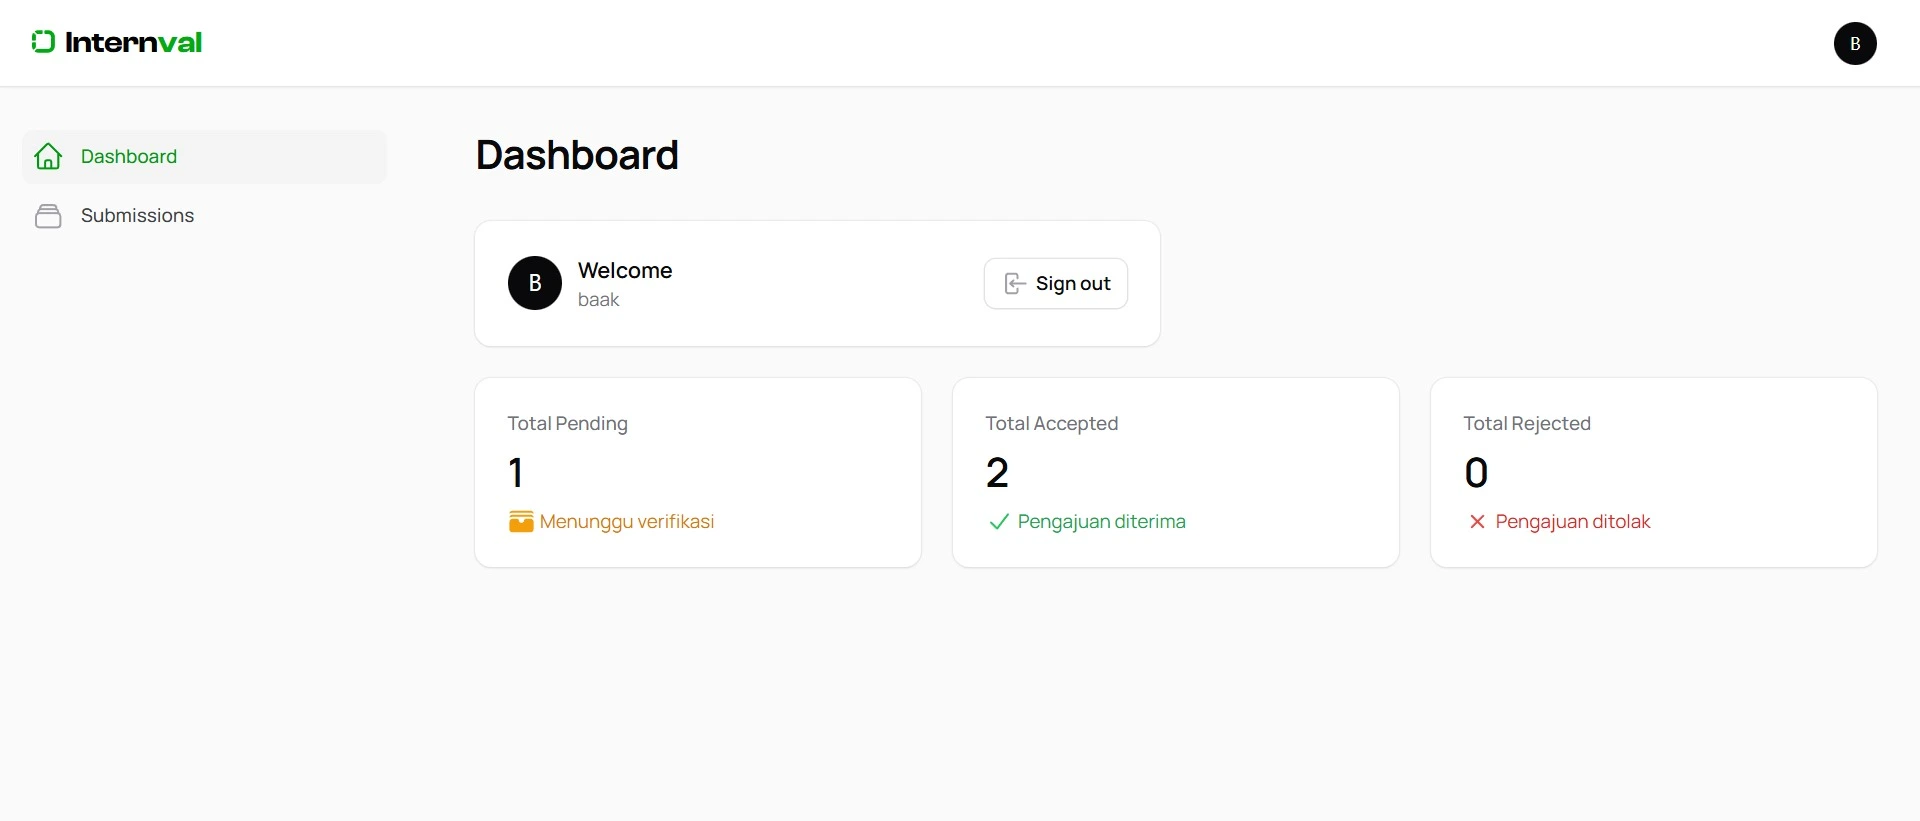 Internval
B
Dashboard
Submissions
Dashboard
B
Welcome
baak
Sign out
Total Pending
1
Menunggu verifikasi
Total Accepted
2
Pengajuan diterima
Total Rejected
0
Pengajuan ditolak